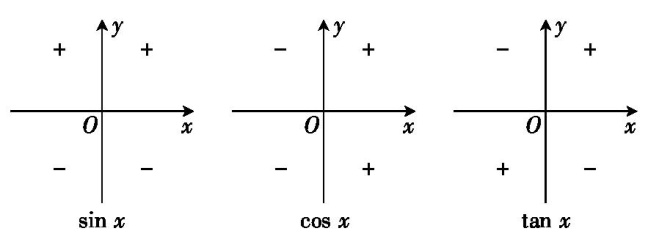 y y y
+ + − + − +
O x O x O x
− − − + + −
sin x cos x tan x